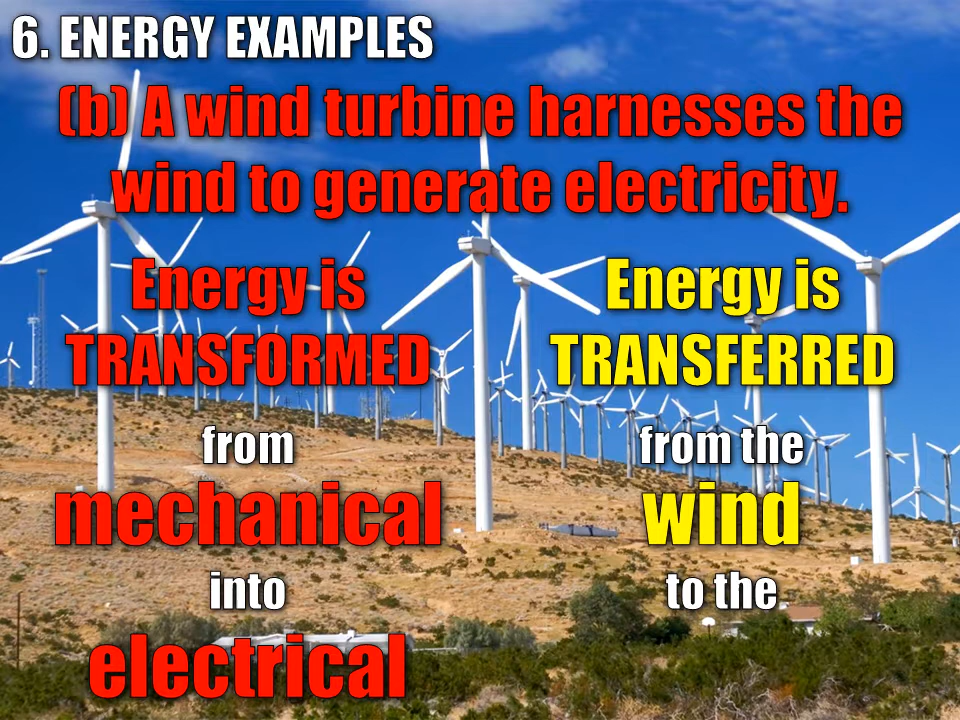 6. ENERGY EXAMPLES
(b) A wind turbine harnesses the
wind to generate electricity.
Energy is
TRANSFORMED
from
mechanical
into
electrical
Energy is
TRANSFERRED
from the
wind
to the